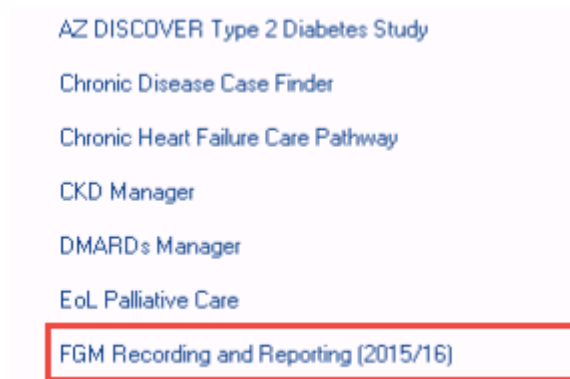 AZ DISCOVER Type 2 Diabetes Study
Chronic Disease Case Finder
Chronic Heart Failure Care Pathway
CKD Manager
DMARDs Manager
EoL Palliative Care
FGM Recording and Reporting (2015/16)